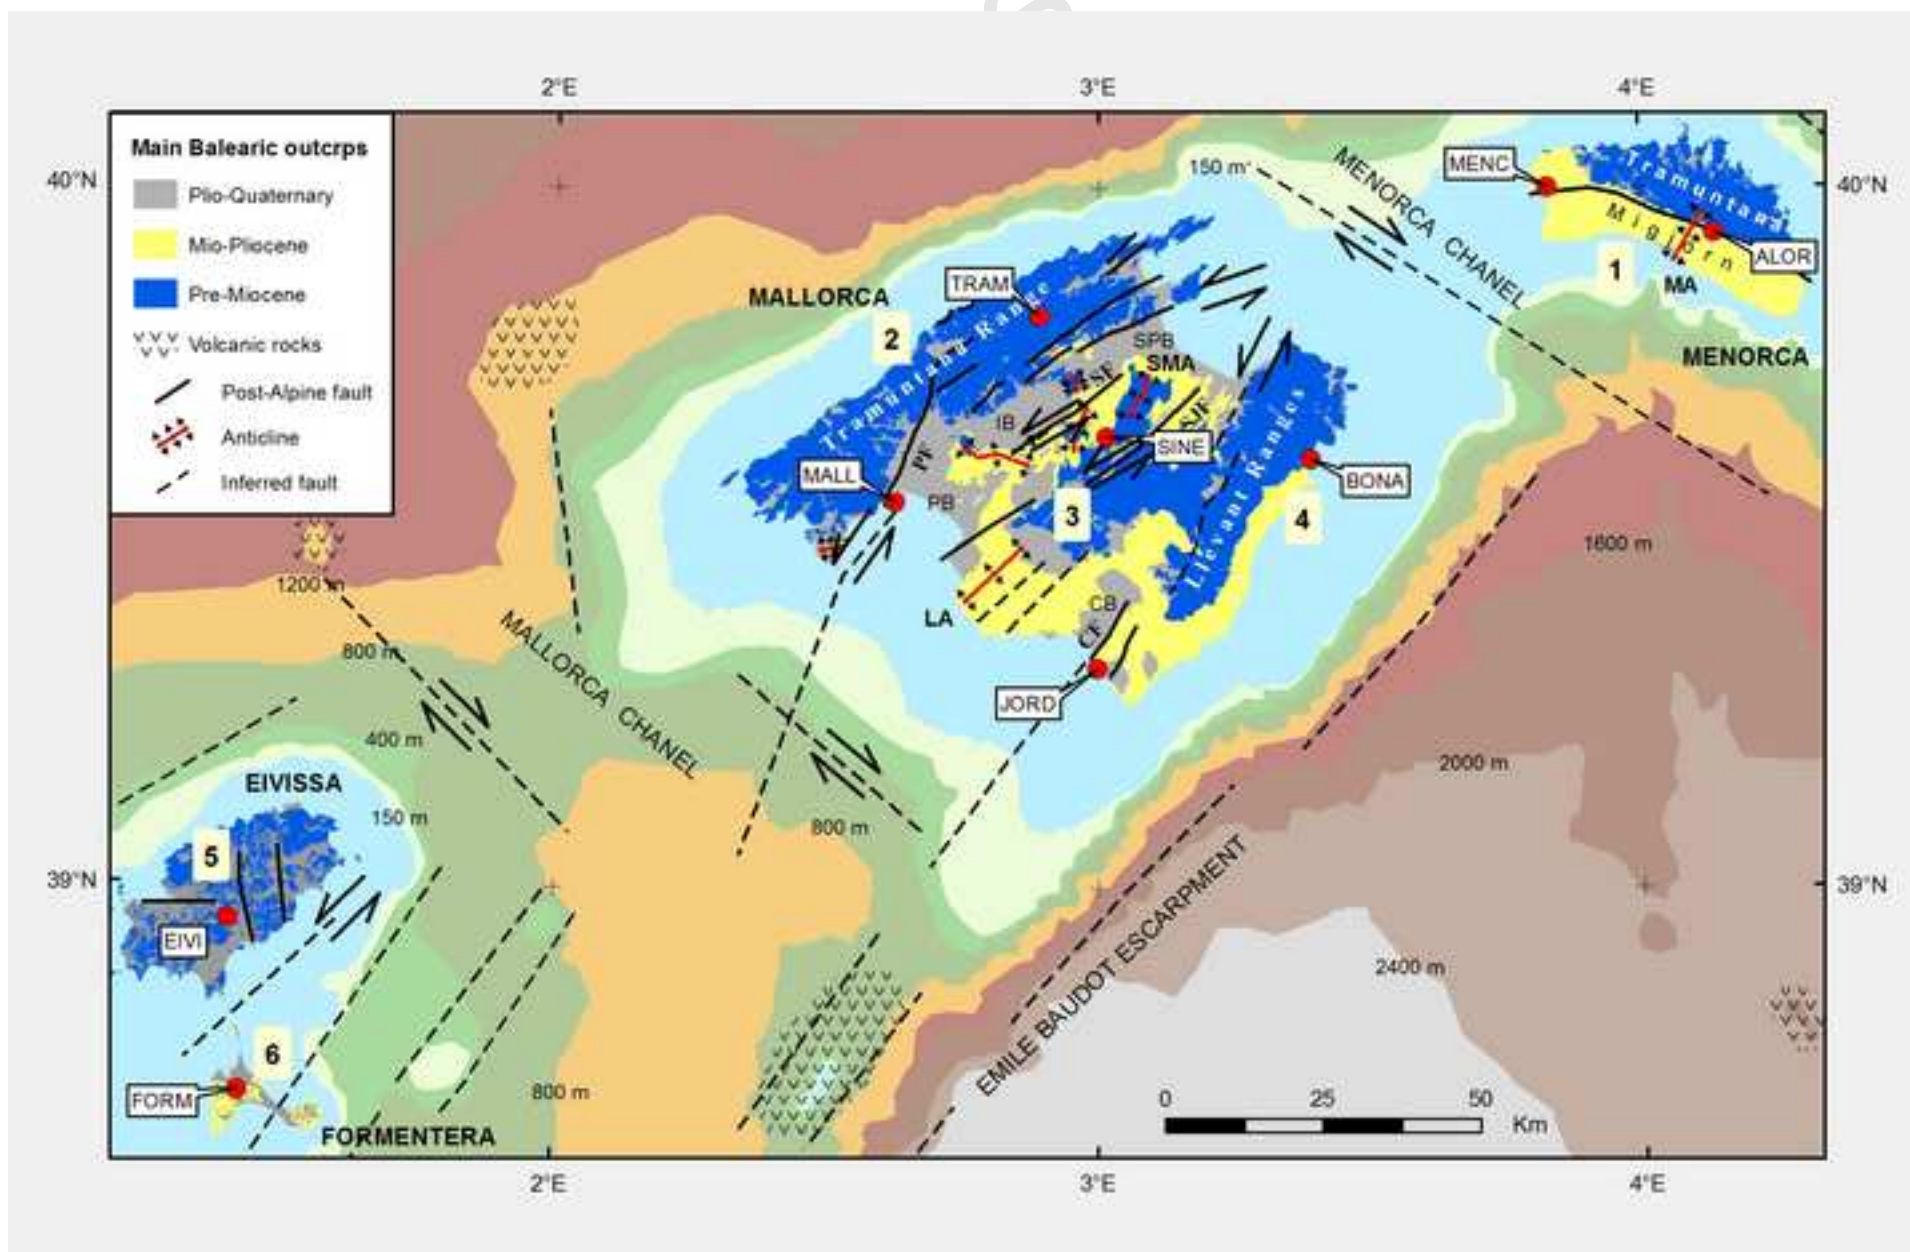 2°E
3°E
4°E
40°N
40°N
39°N
39°N
2°E
3°E
4°E
Main Balearic outcrps
Plio-Quaternary
Mio-Pliocene
Pre-Miocene
Volcanic rocks
Post-Alpine fault
Anticline
Inferred fault
150 m
MENORCA CHANEL
MENC
Tramuntana
Migjorn
ALOR
1
MA
MENORCA
MALLORCA
TRAM
2
Tramuntana Range
SPB
SMA
SF
IB
SJF
SINE
PF
MALL
PB
3
Llevant Ranges
BONA
4
LA
CB
CF
JORD
1600 m
1200 m
800 m
MALLORCA CHANEL
400 m
2000 m
EIVISSA
150 m
800 m
5
EIVI
EMILE BAUDOT ESCARPMENT
2400 m
6
FORM
800 m
FORMENTERA
0
25
50
Km